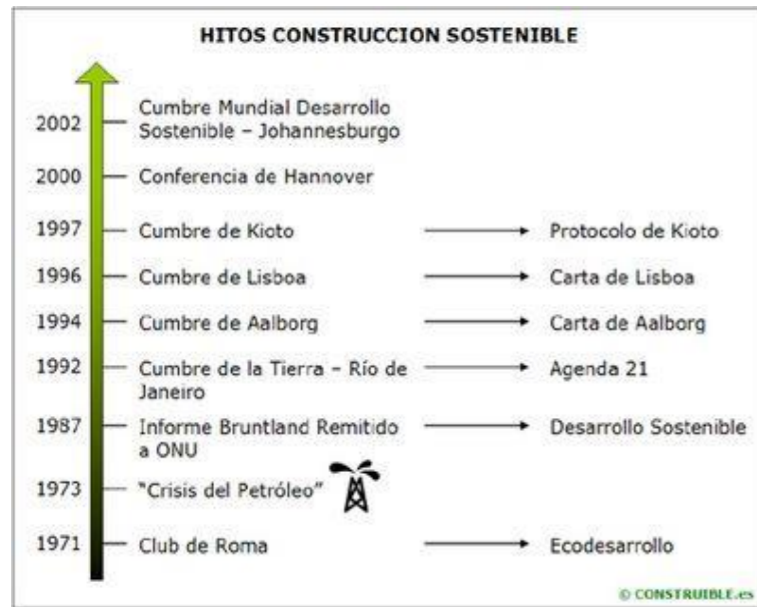 HITOS CONSTRUCCION SOSTENIBLE
2002 Cumbre Mundial Desarrollo
Sostenible – Johannesburgo
2000 Conferencia de Hannover
1997 Cumbre de Kioto Protocolo de Kioto
1996 Cumbre de Lisboa Carta de Lisboa
1994 Cumbre de Aalborg Carta de Aalborg
1992 Cumbre de la Tierra – Río de Agenda 21
Janeiro
1987 Informe Bruntland Remitido Desarrollo Sostenible
a ONU
1973 "Crisis del Petróleo"
1971 Club de Roma Ecodesarrollo
© CONSTRUIBLE.es